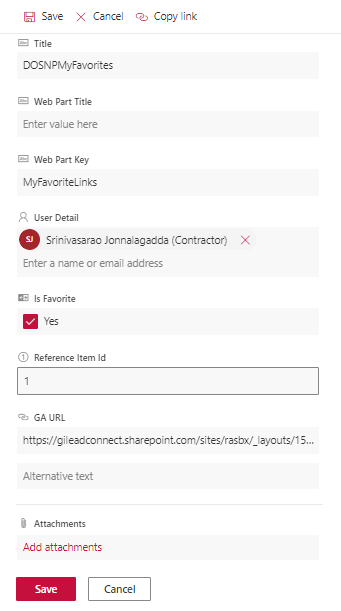 Save Cancel Copy link
Title
DOSNPMyFavorites
Web Part Title
Enter value here
Web Part Key
MyFavoriteLinks
User Detail
SJ Srinivasarao Jonnalagadda (Contractor)
Enter a name or email address
Is Favorite
Yes
Reference Item Id
1
GA URL
https://gileadconnect.sharepoint.com/sites/rasbx/_layouts/15...
Alternative text
Attachments
Add attachments
Save Cancel